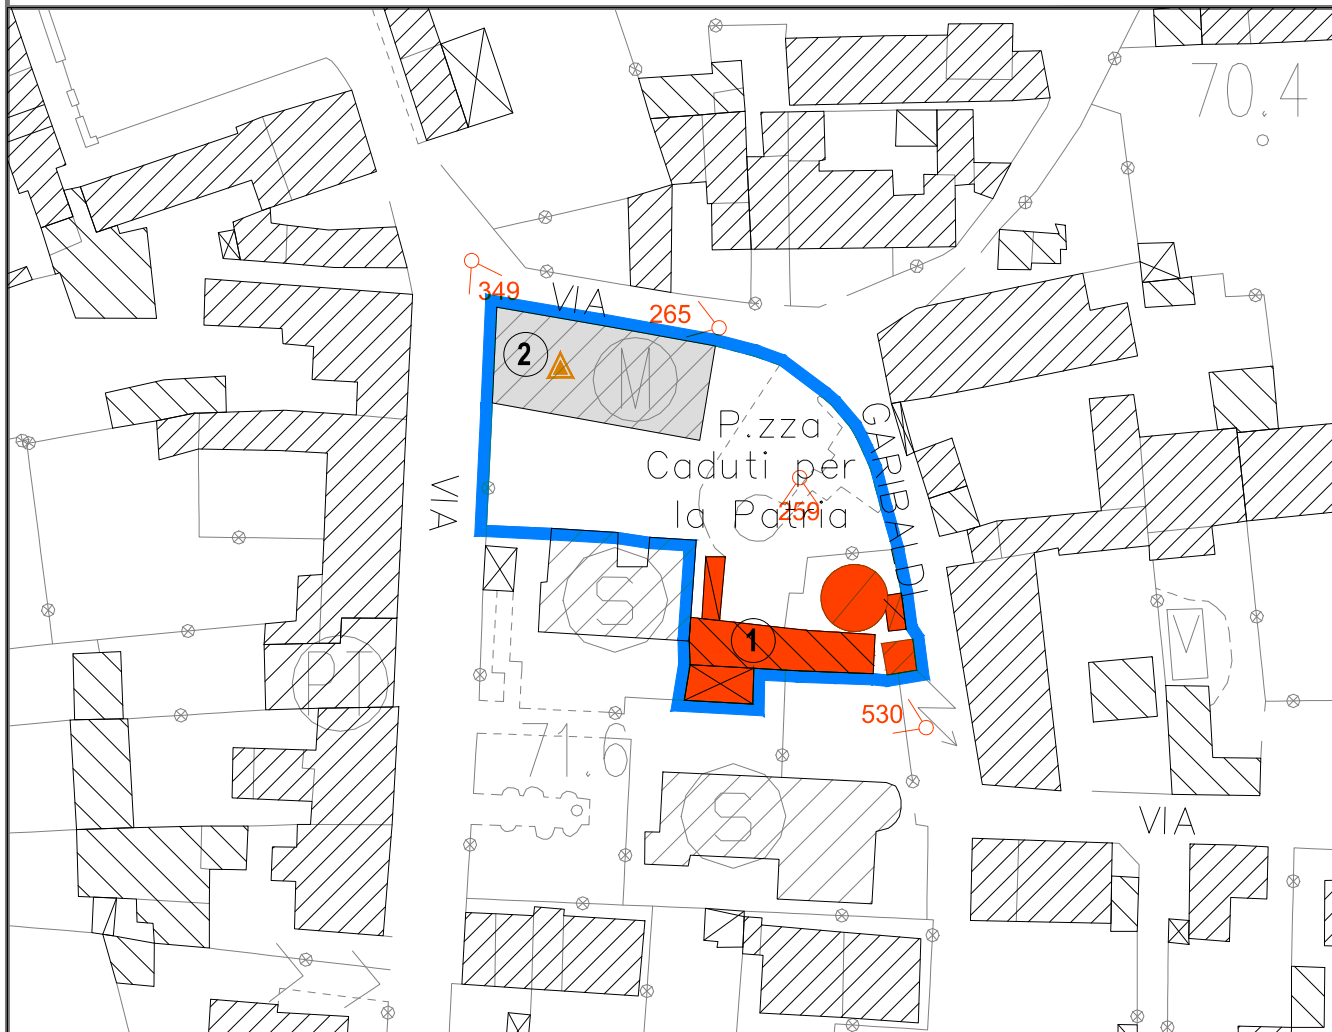 70.4
349
VIA
265
2
M
P.zza
Caduti per
la Patria
259
GARIBALDI
VIA
S
1
PT
V
530
71.6
S
VIA